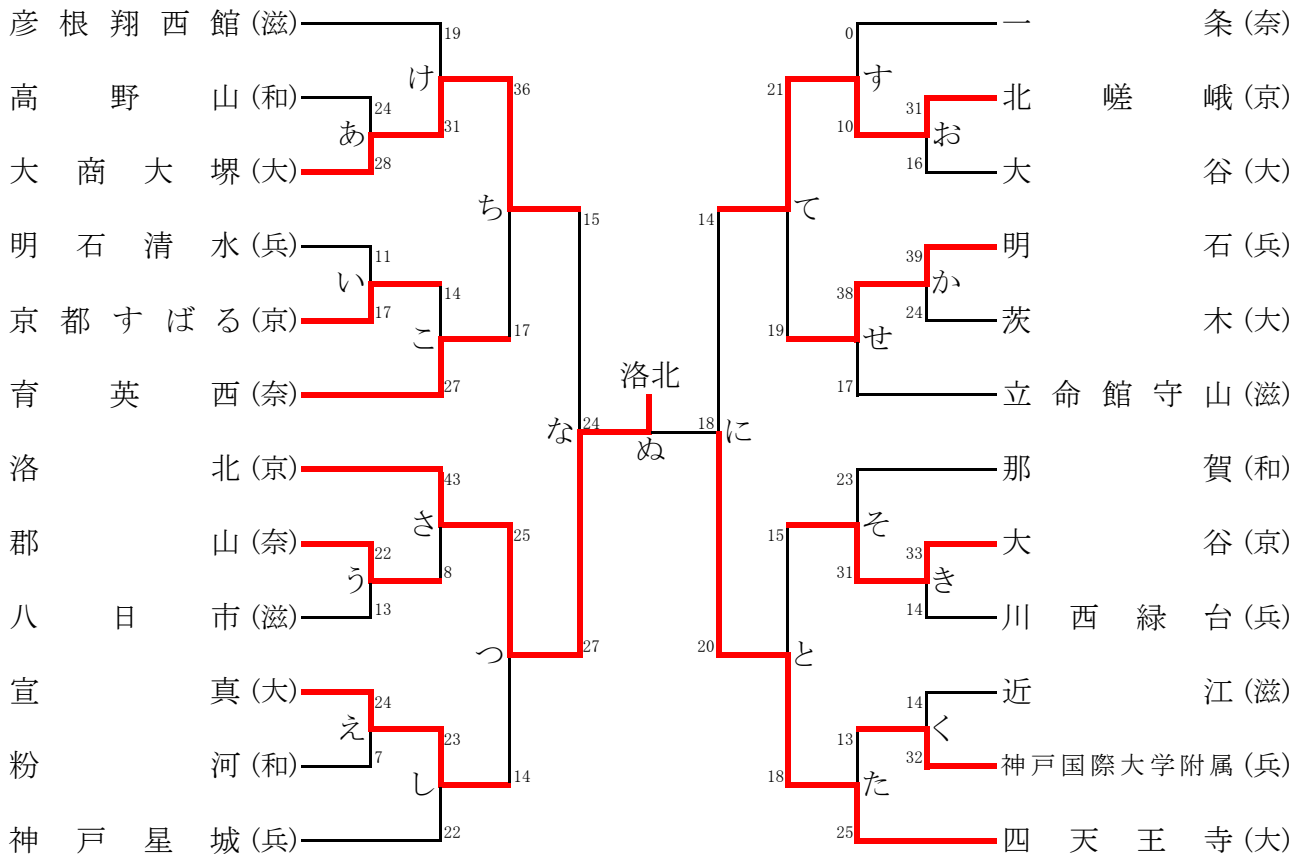 彦根翔西館(滋)
19
け
高野山(和)
24
36
あ
31
大商大堺(大)
28
ち
15
明石清水(兵)
11
い
14
京都すばる(京)
17
こ
17
育英西(奈)
27
洛北
な
24
ぬ
洛北(京)
43
さ
25
郡山(奈)
22
う
8
八日市(滋)
13
つ
27
宣真(大)
24
え
23
粉河(和)
7
し
14
神戸星城(兵)
22
0
一条(奈)
す
21
31
北嵯峨(京)
10
お
16
大谷(大)
て
14
39
明石(兵)
38
か
24
茨木(大)
19
せ
17
立命館守山(滋)
18
に
23
那賀(和)
そ
15
33
大谷(京)
31
き
14
川西緑台(兵)
20
と
14
近江(滋)
13
く
32
神戸国際大学附属(兵)
18
た
25
四天王寺(大)